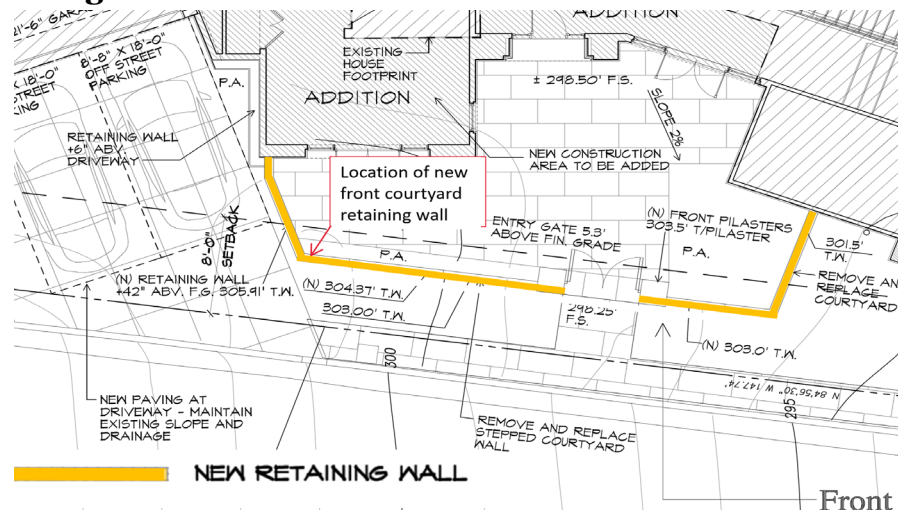 ADDITION
21'-6" GAR
8'-8" X 18'-0"
OFF STREET
PARKING
X 18'-0"
STREET
KING
P.A.
EXISTING
HOUSE
FOOTPRINT
ADDITION
± 298.50' F.S.
SLOPE 2%
RETAINING WALL
+6" ABV.
DRIVEWAY
NEW CONSTRUCTION
AREA TO BE ADDED
Location of new
front courtyard
retaining wall
8'-0"
SETBACK
ENTRY GATE 5.3'
ABOVE FIN. GRADE
(N) FRONT PILASTERS
303.5' T/PILASTER
P.A.
P.A.
301.5'
T.W.
REMOVE AN
REPLACE
COURTYARD
(N) RETAINING WALL
+42" ABV. F.G. 305.91' T.W.
(N) 304.37' T.W.
303.00' T.W.
298.25'
F.S.
(N) 303.0' T.W.
300
N 84°56'30" W 147.74'
295
NEW PAVING AT
DRIVEWAY - MAINTAIN
EXISTING SLOPE AND
DRAINAGE
REMOVE AND REPLACE
STEPPED COURTYARD
WALL
NEW RETAINING WALL
Front